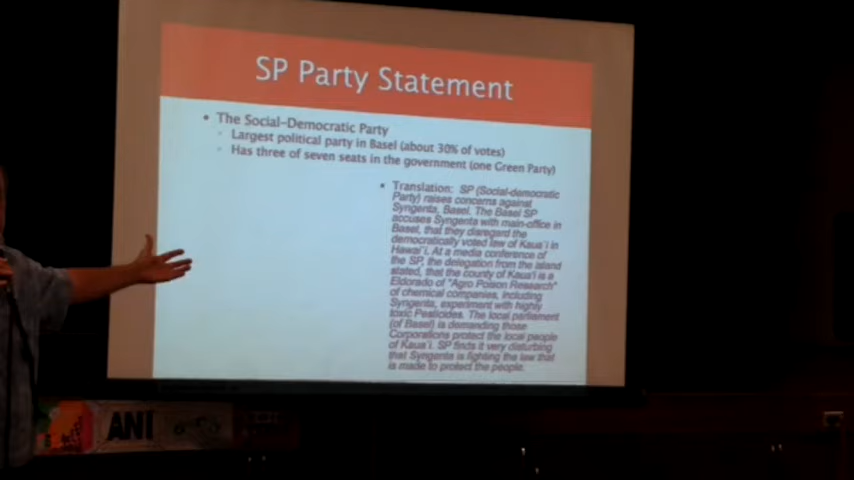 SP Party Statement
• The Social-Democratic Party
◦ Largest political party in Basel (about 30% of votes)
◦ Has three of seven seats in the government (one Green Party)
• Translation: SP (Social-democratic
Party) raises concerns against
Syngenta, Basel. The Basel SP
accuses Syngenta with main-office in
Basel, that they disregard the
democratically voted law of Kaua`i in
Hawai`i. At a media conference of
the SP, the delegation from the island
stated, that the county of Kaua'i is a
Eldorado of "Agro Poison Research"
of chemical companies, including
Syngenta, experiment with highly
toxic Pesticides. The local parliament
(of Basel) is demanding those
Corporations protect the local people
of Kaua`i. SP finds it very disturbing
that Syngenta is fighting the law that
is made to protect the people.
ANI